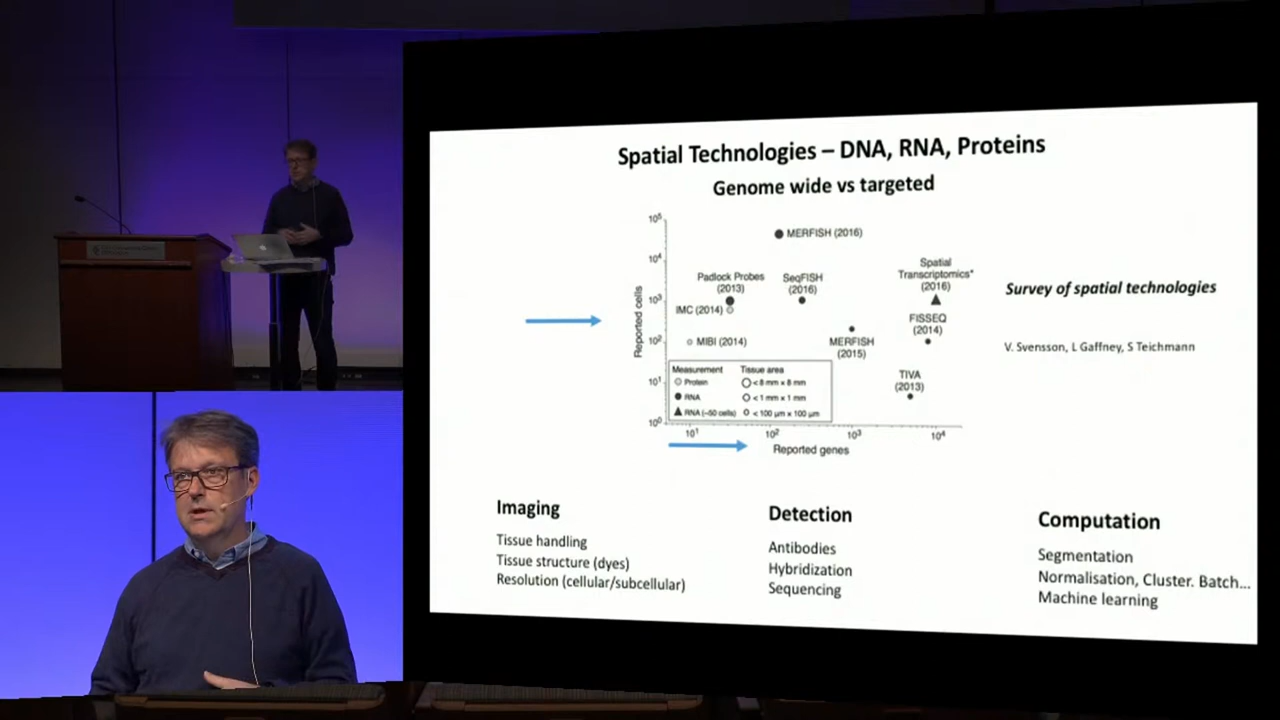 Spatial Technologies – DNA, RNA, Proteins
Genome wide vs targeted
10⁵
10⁴
10³
10²
10¹
10⁰
Reported cells
MERFISH (2016)
Padlock Probes
(2013)
SeqFISH
(2016)
Spatial
Transcriptomics*
(2016)
IMC (2014)
FISSEQ
(2014)
MIBI (2014)
MERFISH
(2015)
TIVA
(2013)
Measurement
Tissue area
Protein
< 8 mm x 8 mm
RNA
< 1 mm x 1 mm
RNA (~50 cells)
< 100 μm x 100 μm
10¹
10²
10³
10⁴
Reported genes
Survey of spatial technologies
V. Svensson, L Gaffney, S Teichmann
Imaging
Tissue handling
Tissue structure (dyes)
Resolution (cellular/subcellular)
Detection
Antibodies
Hybridization
Sequencing
Computation
Segmentation
Normalisation, Cluster. Batch...
Machine learning